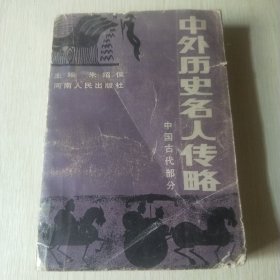 中外历史名人传略
中国古代部分
主编 朱绍侯
河南人民出版社